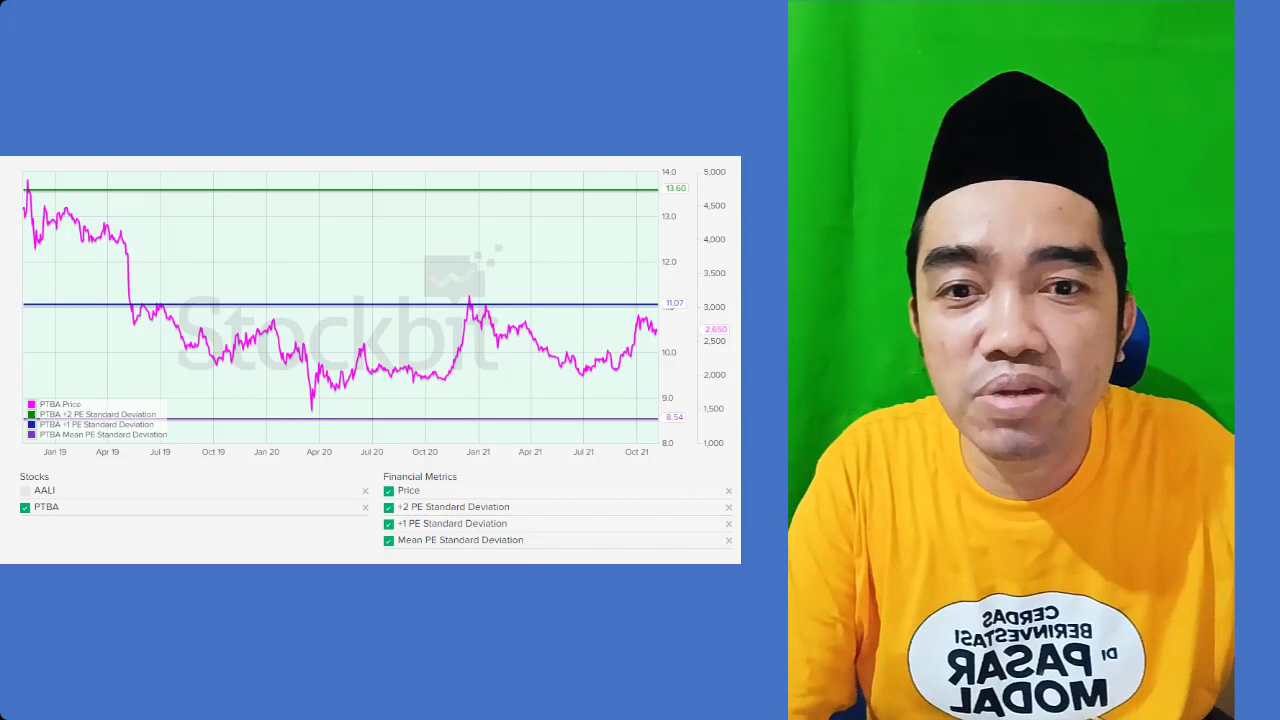 Stockbit
14.0
13.60
13.0
12.0
11.07
10.0
9.0
8.54
8.0
5,000
4,500
4,000
3,500
3,000
2,650
2,500
2,000
1,500
1,000
PTBA Price
PTBA +2 PE Standard Deviation
PTBA +1 PE Standard Deviation
PTBA Mean PE Standard Deviation
Jan 19 Apr 19 Jul 19 Oct 19 Jan 20 Apr 20 Jul 20 Oct 20 Jan 21 Apr 21 Jul 21 Oct 21
Stocks
AALI
PTBA
Financial Metrics
Price
+2 PE Standard Deviation
+1 PE Standard Deviation
Mean PE Standard Deviation
CERDAS
BERINVESTASI
DI PASAR
MODAL